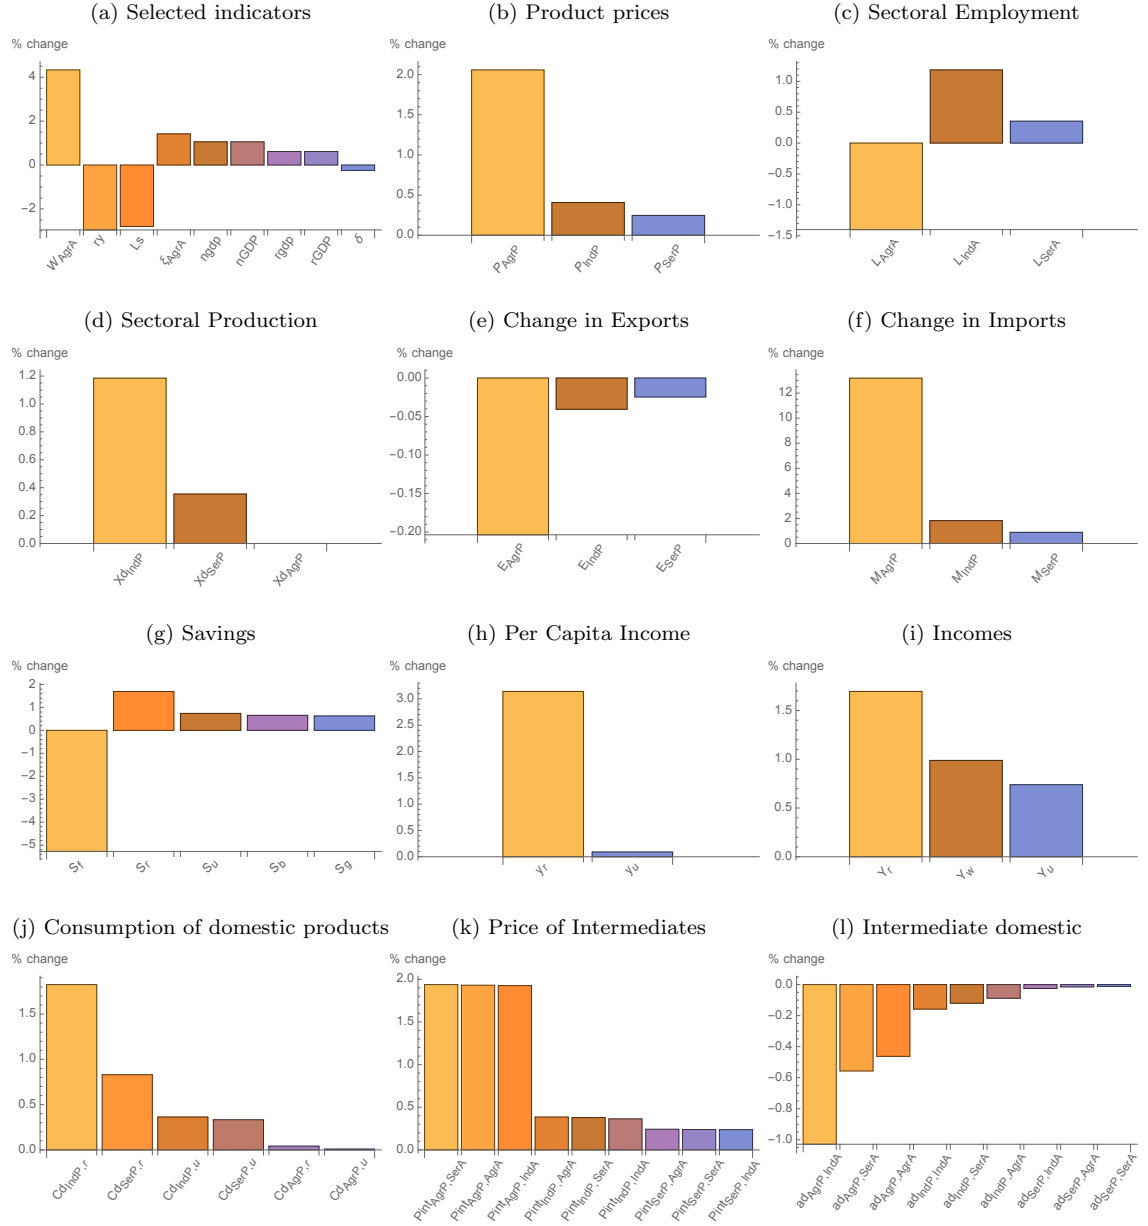 (a) Selected indicators
% change
4
2
0
−2
WAgrA
ry
Ls
ξAgrA
ngdp
nGDP
rgdp
rGDP
δ
(b) Product prices
% change
2.0
1.5
1.0
0.5
0.0
PAgrP
PIndP
PSerP
(c) Sectoral Employment
% change
1.0
0.5
0.0
−0.5
−1.0
−1.5
LAgrA
LIndA
LSerA
(d) Sectoral Production
% change
1.2
1.0
0.8
0.6
0.4
0.2
0.0
XdIndP
XdSerP
XdAgrP
(e) Change in Exports
% change
0.00
−0.05
−0.10
−0.15
−0.20
EAgrP
EIndP
ESerP
(f) Change in Imports
% change
12
10
8
6
4
2
0
MAgrP
MIndP
MSerP
(g) Savings
% change
2
1
0
−1
−2
−3
−4
−5
Sf
Sr
Su
Sb
Sg
(h) Per Capita Income
% change
3.0
2.5
2.0
1.5
1.0
0.5
0.0
yr
yu
(i) Incomes
% change
1.5
1.0
0.5
0.0
Yr
Yw
Yu
(j) Consumption of domestic products
% change
1.5
1.0
0.5
0.0
CdIndP,r
CdSerP,r
CdIndP,u
CdSerP,u
CdAgrP,r
CdAgrP,u
(k) Price of Intermediates
% change
2.0
1.5
1.0
0.5
0.0
PintAgrP,SerA
PintAgrP,AgrA
PintAgrP,IndA
PintIndP,AgrA
PintIndP,SerA
PintIndP,IndA
PintSerP,AgrA
PintSerP,SerA
PintSerP,IndA
(l) Intermediate domestic
% change
0.0
−0.2
−0.4
−0.6
−0.8
−1.0
adAgrP,IndA
adAgrP,SerA
adAgrP,AgrA
adIndP,IndA
adIndP,SerA
adIndP,AgrA
adSerP,IndA
adSerP,AgrA
adSerP,SerA